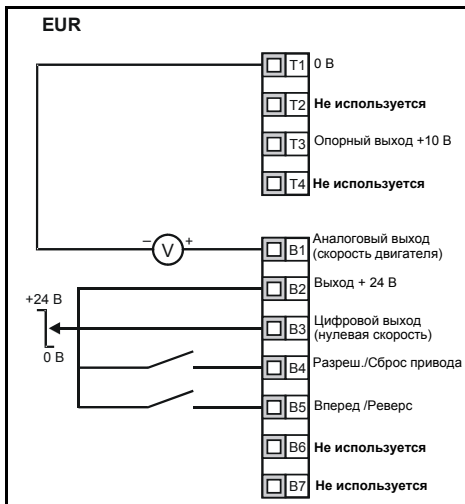 EUR
T1 0 В
T2 Не используется
T3 Опорный выход +10 В
T4 Не используется
– V +
B1 Аналоговый выход
(скорость двигателя)
B2 Выход + 24 В
+24 В
0 В
B3 Цифровой выход
(нулевая скорость)
B4 Разреш./Сброс привода
B5 Вперед /Реверс
B6 Не используется
B7 Не используется